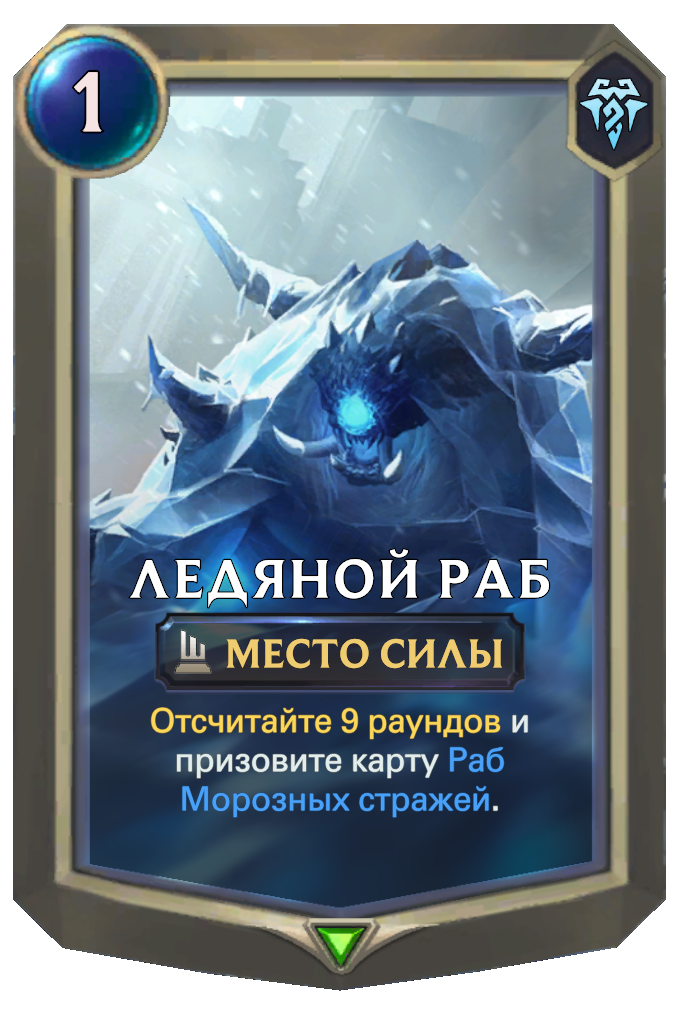 1
ЛЕДЯНОЙ РАБ
МЕСТО СИЛЫ
Отсчитайте 9 раундов и
призовите карту Раб
Морозных стражей.